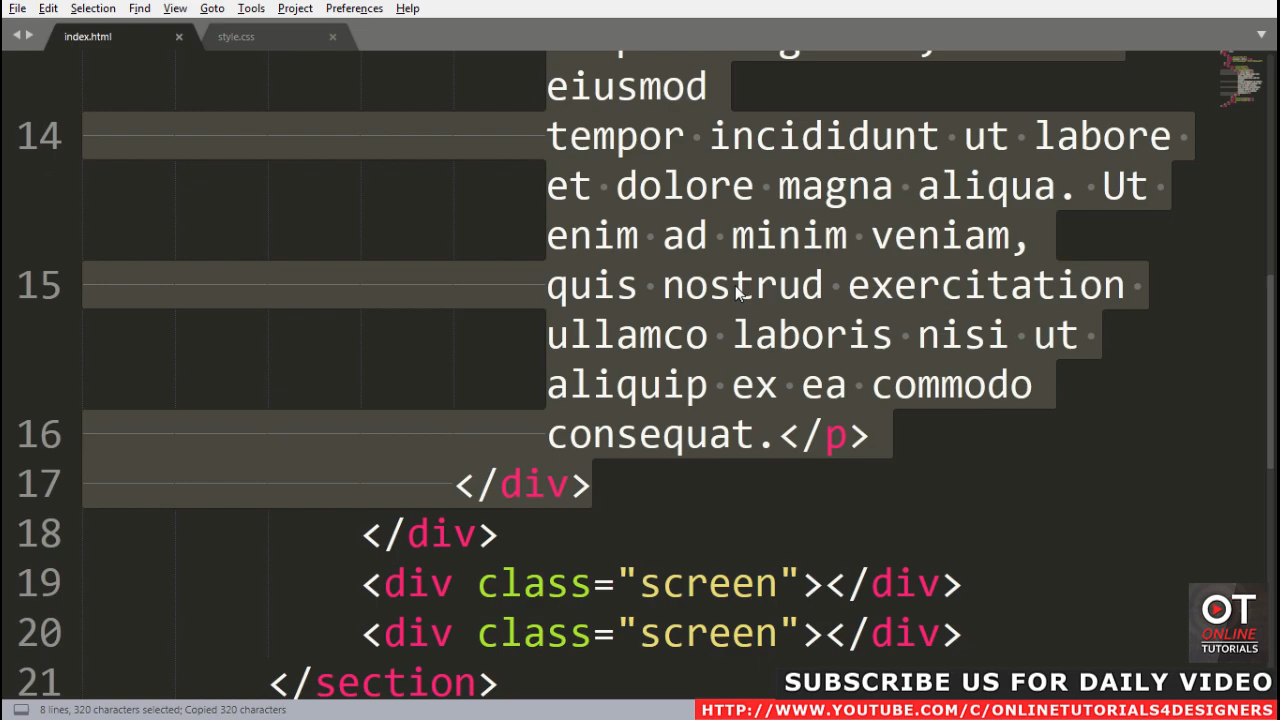 File Edit Selection Find View Goto Tools Project Preferences Help
index.html × style.css ×
eiusmod
14 tempor incididunt ut labore
et dolore magna aliqua. Ut
enim ad minim veniam,
15 quis nostrud exercitation
ullamco laboris nisi ut
aliquip ex ea commodo
16 consequat.</p>
17 </div>
18 </div>
19 <div class="screen"></div>
20 <div class="screen"></div>
21 </section>
OT
ONLINE
TUTORIALS
SUBSCRIBE US FOR DAILY VIDEO
8 lines, 320 characters selected; Copied 320 characters
HTTP://WWW.YOUTUBE.COM/C/ONLINETUTORIALS4DESIGNERS